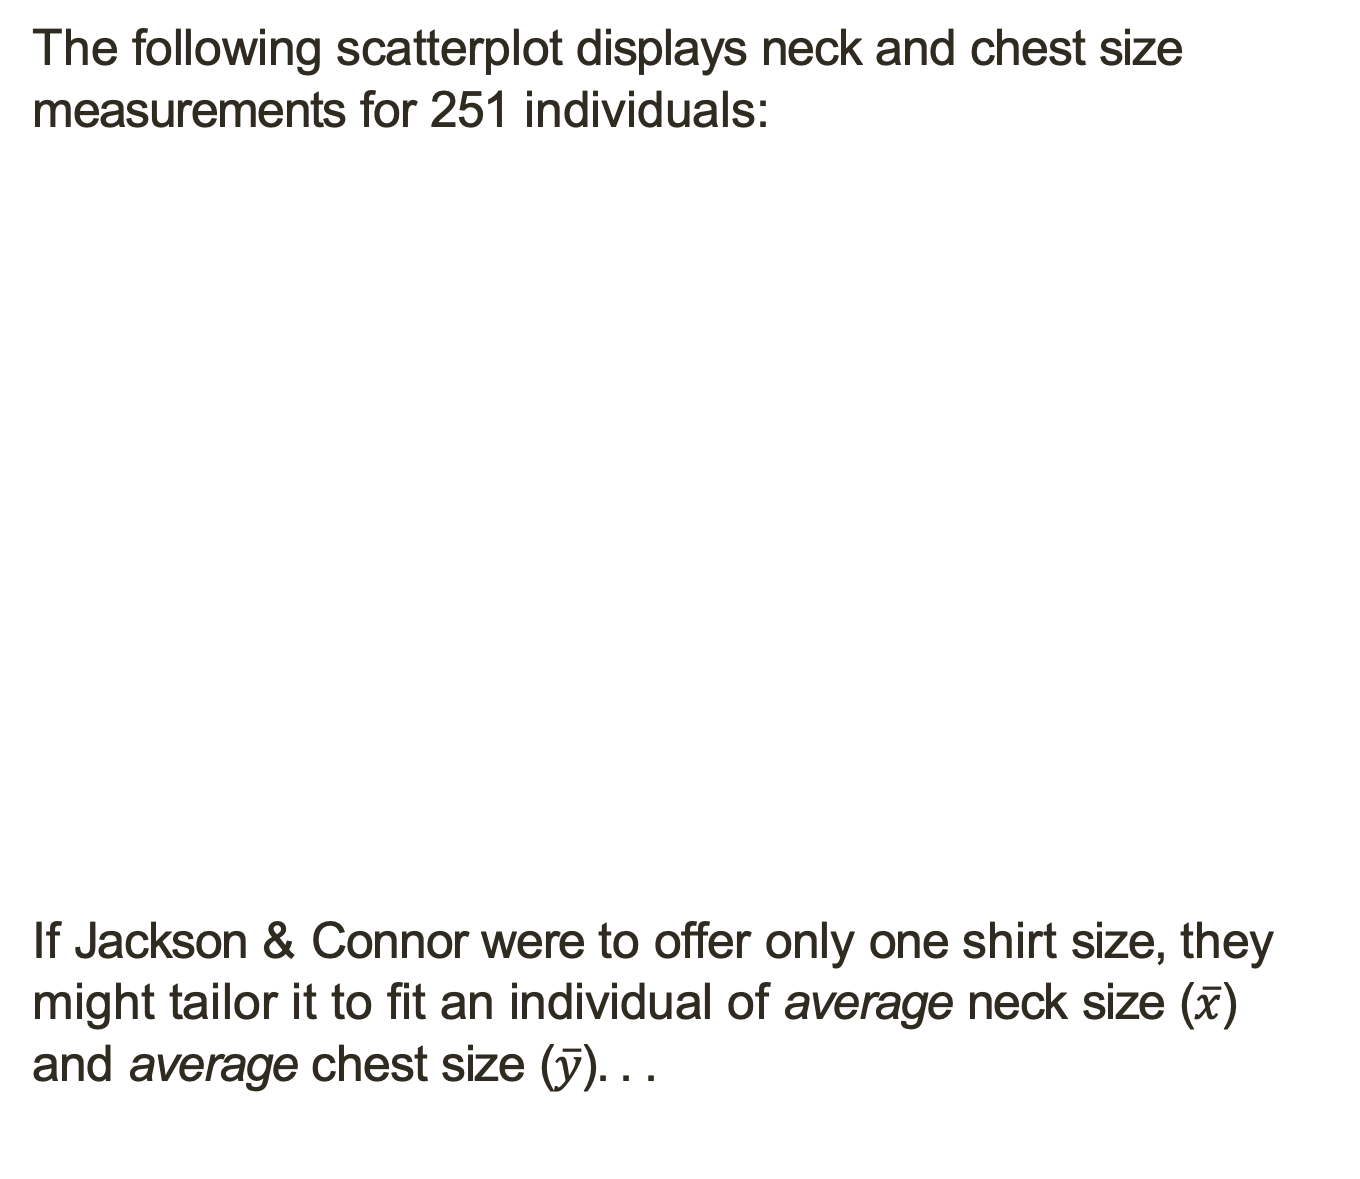 The following scatterplot displays neck and chest size
measurements for 251 individuals:
If Jackson & Connor were to offer only one shirt size, they
might tailor it to fit an individual of average neck size (x̄)
and average chest size (ȳ). . .